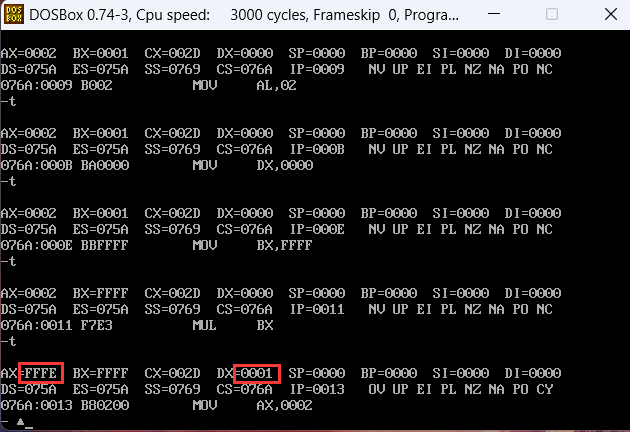 DOSBox 0.74-3, Cpu speed: 3000 cycles, Frameskip 0, Progra...
AX=0002 BX=0001 CX=002D DX=0000 SP=0000 BP=0000 SI=0000 DI=0000
DS=075A ES=075A SS=0769 CS=076A IP=0009 NV UP EI PL NZ NA PO NC
076A:0009 B002 MOV AL,02
-t
AX=0002 BX=0001 CX=002D DX=0000 SP=0000 BP=0000 SI=0000 DI=0000
DS=075A ES=075A SS=0769 CS=076A IP=000B NV UP EI PL NZ NA PO NC
076A:000B BA0000 MOV DX,0000
-t
AX=0002 BX=0001 CX=002D DX=0000 SP=0000 BP=0000 SI=0000 DI=0000
DS=075A ES=075A SS=0769 CS=076A IP=000E NV UP EI PL NZ NA PO NC
076A:000E BBFFFF MOV BX,FFFF
-t
AX=0002 BX=FFFF CX=002D DX=0000 SP=0000 BP=0000 SI=0000 DI=0000
DS=075A ES=075A SS=0769 CS=076A IP=0011 NV UP EI PL NZ NA PO NC
076A:0011 F7E3 MUL BX
-t
AX=FFFE BX=FFFF CX=002D DX=0001 SP=0000 BP=0000 SI=0000 DI=0000
DS=075A ES=075A SS=0769 CS=076A IP=0013 OV UP EI PL NZ NA PO CY
076A:0013 B80200 MOV AX,0002
- ▲_